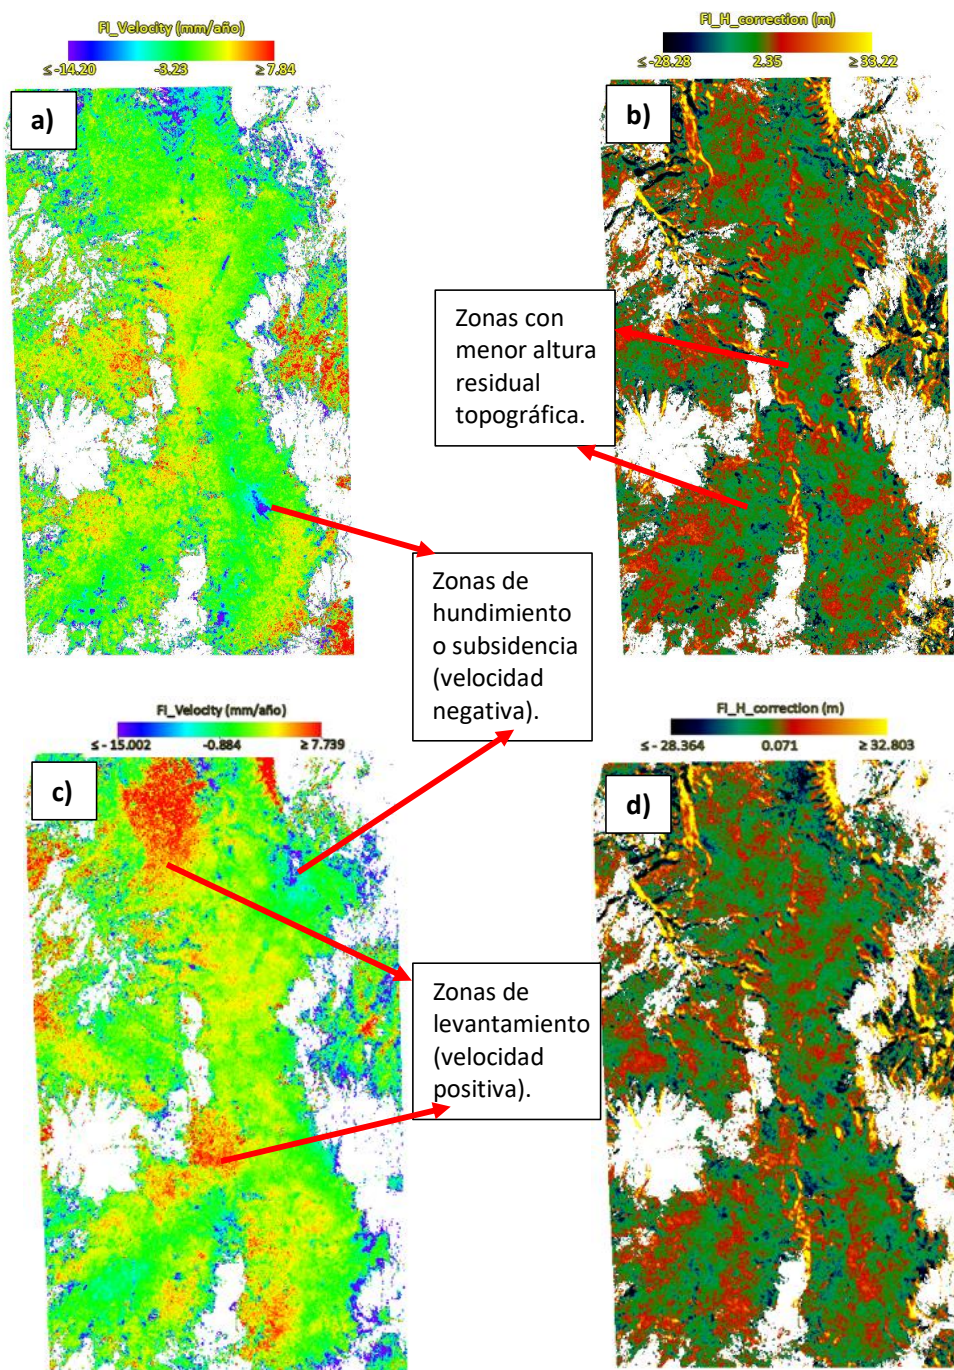 FI_Velocity (mm/año)
≤ -14.20 -3.23 ≥ 7.84
a)
FI_H_correction (m)
≤ -28.28 2.35 ≥ 33.22
b)
Zonas con
menor altura
residual
topográfica.
Zonas de
hundimiento
o subsidencia
(velocidad
negativa).
FI_Velocity (mm/año)
≤ - 15.002 -0.884 ≥ 7.739
c)
FI_H_correction (m)
≤ - 28.364 0.071 ≥ 32.803
d)
Zonas de
levantamiento
(velocidad
positiva).